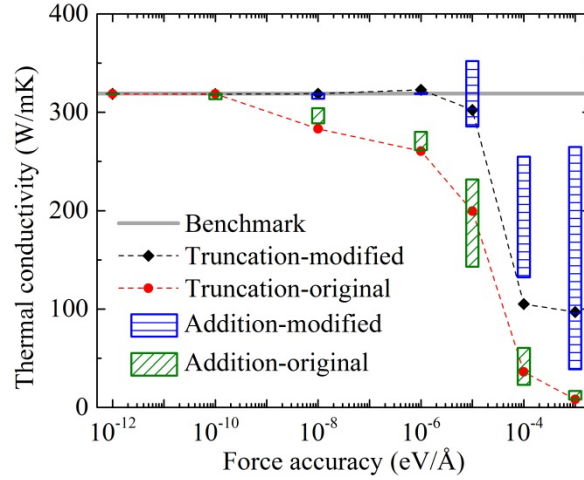 400
300
200
100
0
Thermal conductivity (W/mK)
Benchmark
Truncation-modified
Truncation-original
Addition-modified
Addition-original
10^-12 10^-10 10^-8 10^-6 10^-4
Force accuracy (eV/Å)